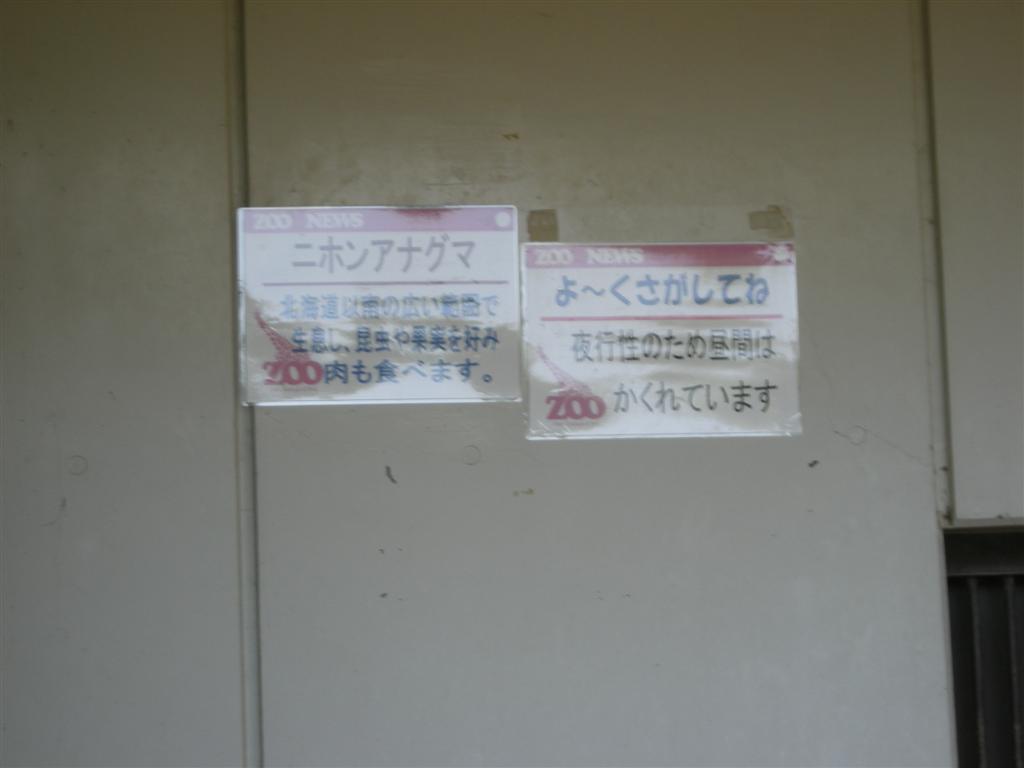 ZOO NEWS
ニホンアナグマ
北海道以南の広い範囲で
生息し、昆虫や果実を好み
肉も食べます。
ZOO
ZOO NEWS
よ～くさがしてね
夜行性のため昼間は
かくれています
ZOO